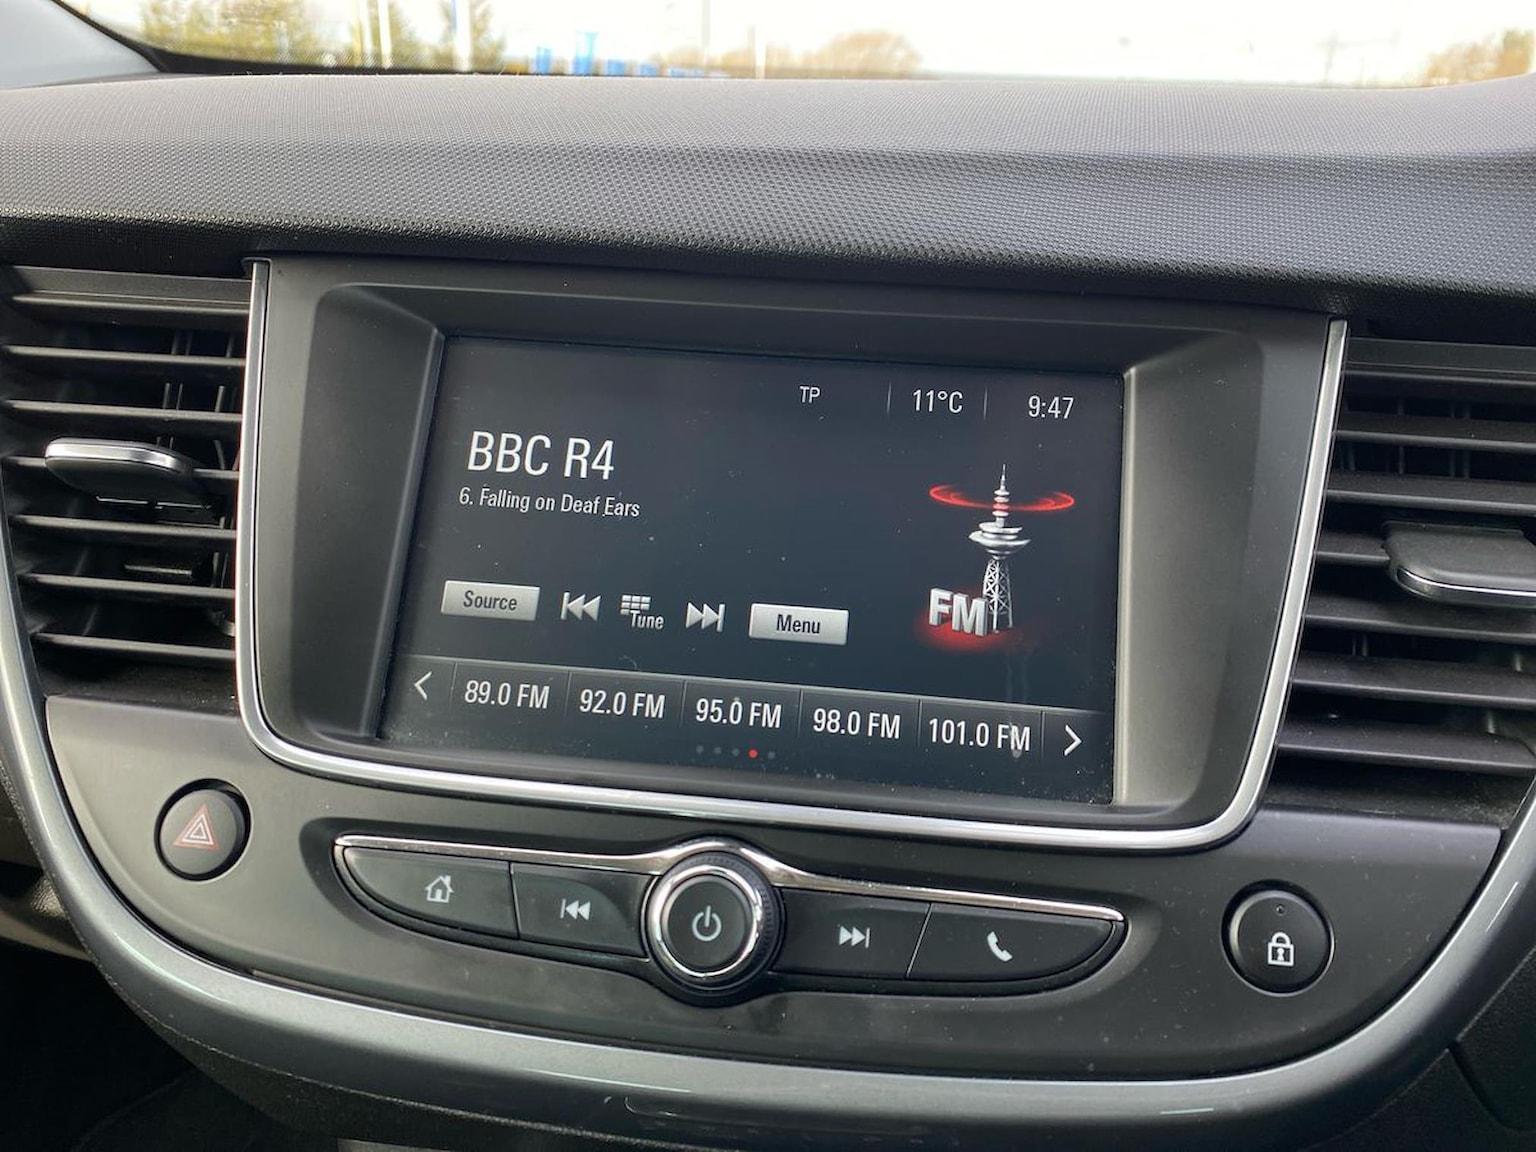 TP 11°C 9:47
BBC R4
6. Falling on Deaf Ears
Source Tune Menu
FM
89.0 FM 92.0 FM 95.0 FM 98.0 FM 101.0 FM